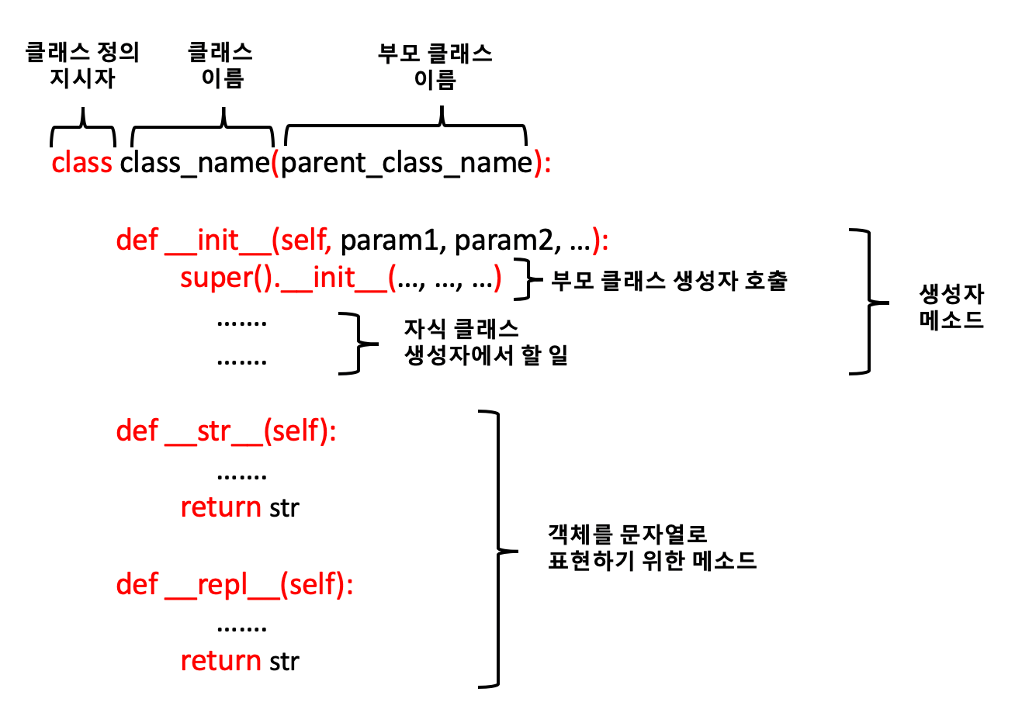 클래스 정의
지시자
클래스
이름
부모 클래스
이름
class class_name(parent_class_name):
def __init__(self, param1, param2, ...):
super().__init__(..., ..., ...)
부모 클래스 생성자 호출
.......
.......
자식 클래스
생성자에서 할 일
생성자
메소드
def __str__(self):
.......
return str
def __repl__(self):
.......
return str
객체를 문자열로
표현하기 위한 메소드